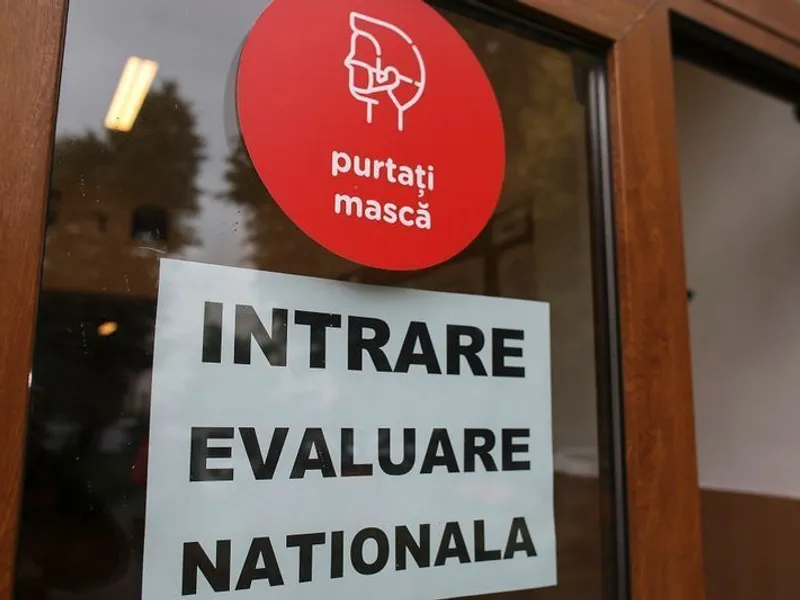 purtați
mască
INTRARE
EVALUARE
NATIONALA